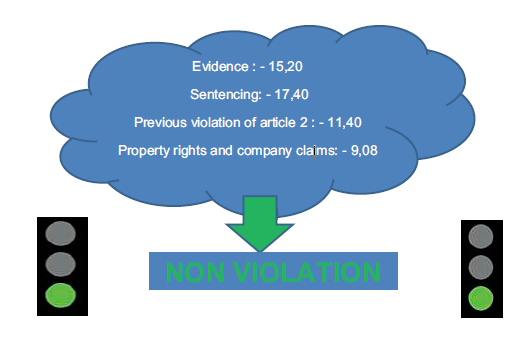 Evidence : - 15,20
Sentencing: - 17,40
Previous violation of article 2 : - 11,40
Property rights and company claims: - 9,08
NON VIOLATION